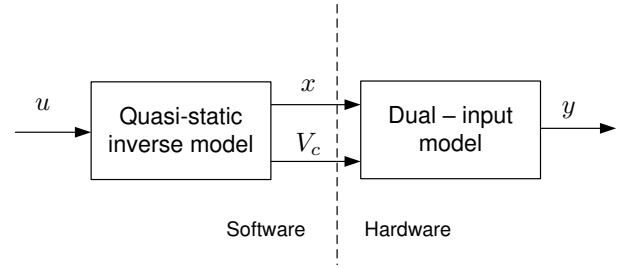 u
Quasi-static
inverse model
x
V_c
Dual – input
model
y
Software
Hardware